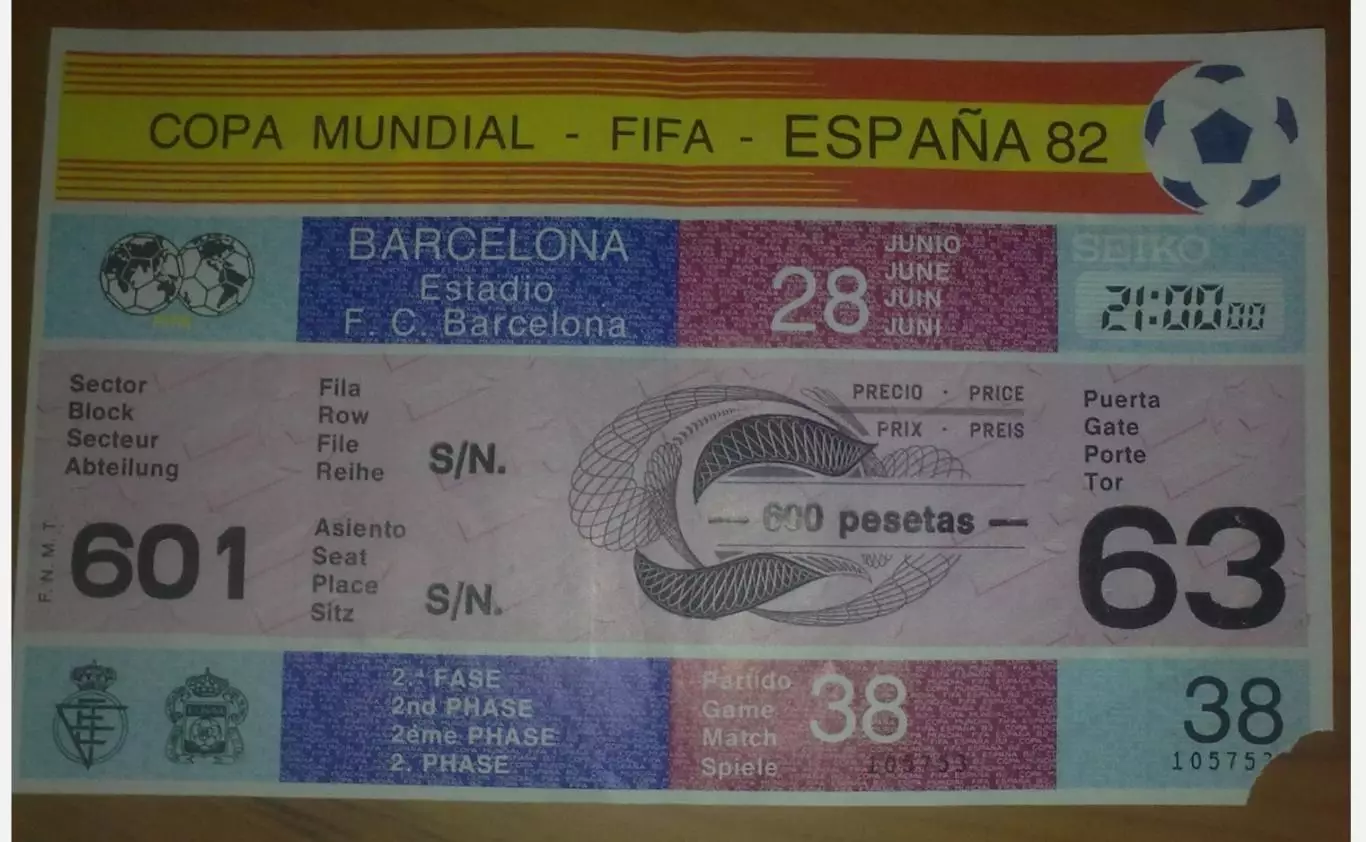 COPA MUNDIAL - FIFA - ESPAÑA 82
BARCELONA
Estadio
F. C. Barcelona
28
JUNIO
JUNE
JUIN
JUNI
SEIKO
21:00 00
Sector
Block
Secteur
Abteilung
601
F. N. M. T.
Fila
Row
File
Reihe
S/N.
Asiento
Seat
Place
Sitz
S/N.
PRECIO · PRICE
PRIX · PREIS
— 600 pesetas —
Puerta
Gate
Porte
Tor
63
2.ª FASE
2nd PHASE
2éme PHASE
2. PHASE
Partido
Game
Match
Spiele
38
105753
38
105753